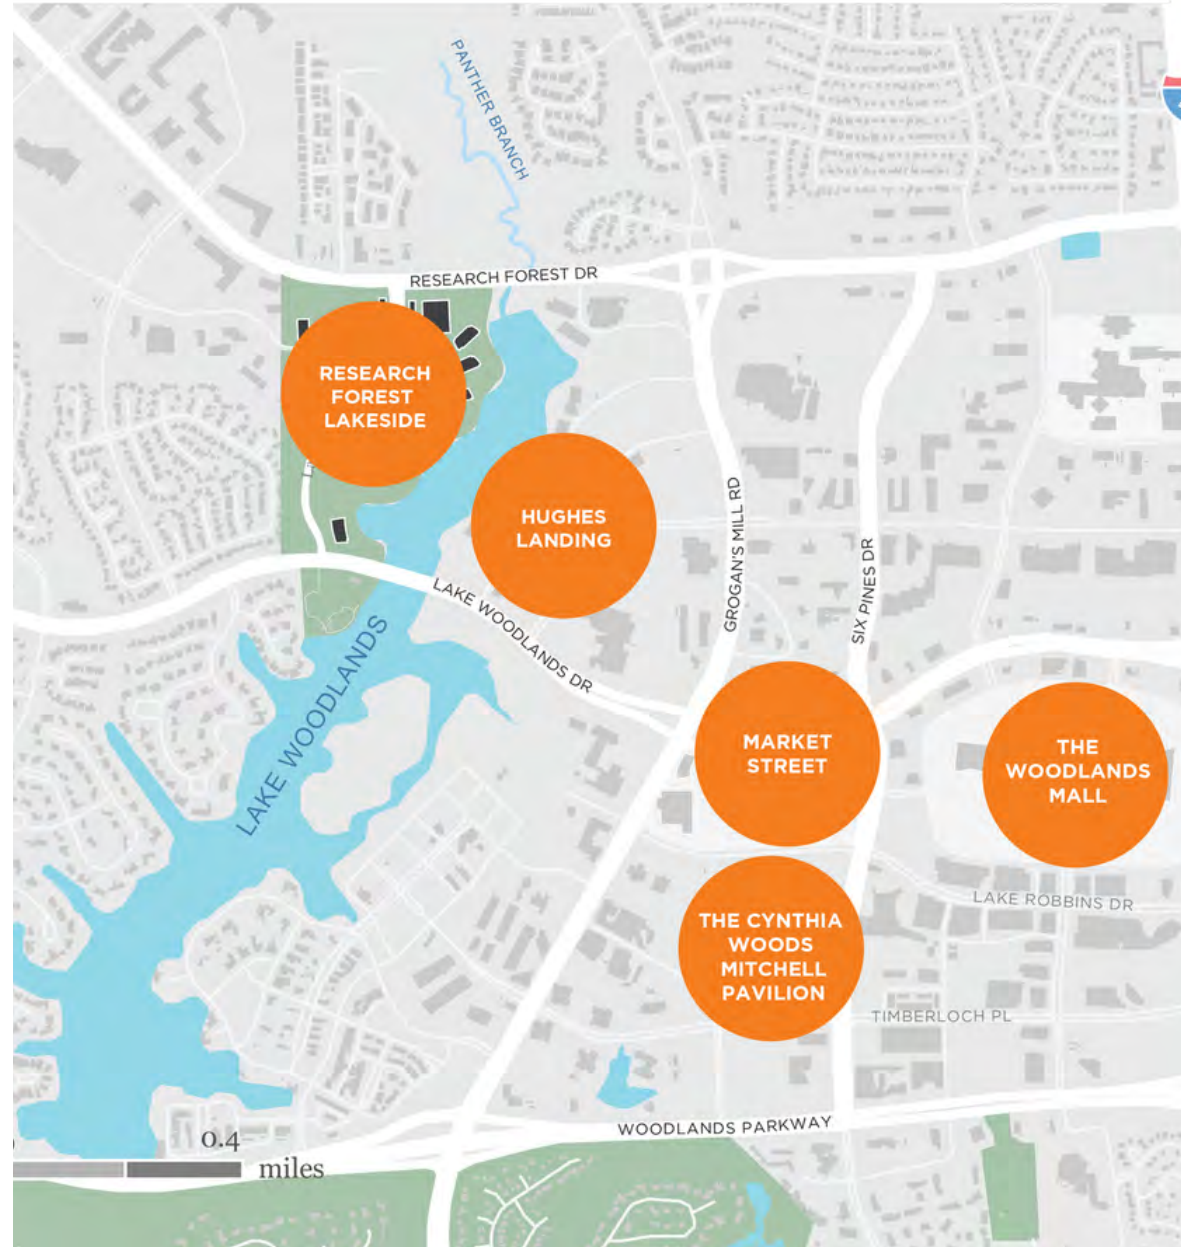 PANTHER BRANCH
RESEARCH FOREST DR
RESEARCH
FOREST
LAKESIDE
HUGHES
LANDING
GROGAN'S MILL RD
SIX PINES DR
LAKE WOODLANDS DR
LAKE WOODLANDS
MARKET
STREET
THE
WOODLANDS
MALL
LAKE ROBBINS DR
THE CYNTHIA
WOODS
MITCHELL
PAVILION
TIMBERLOCH PL
WOODLANDS PARKWAY
0.4
miles